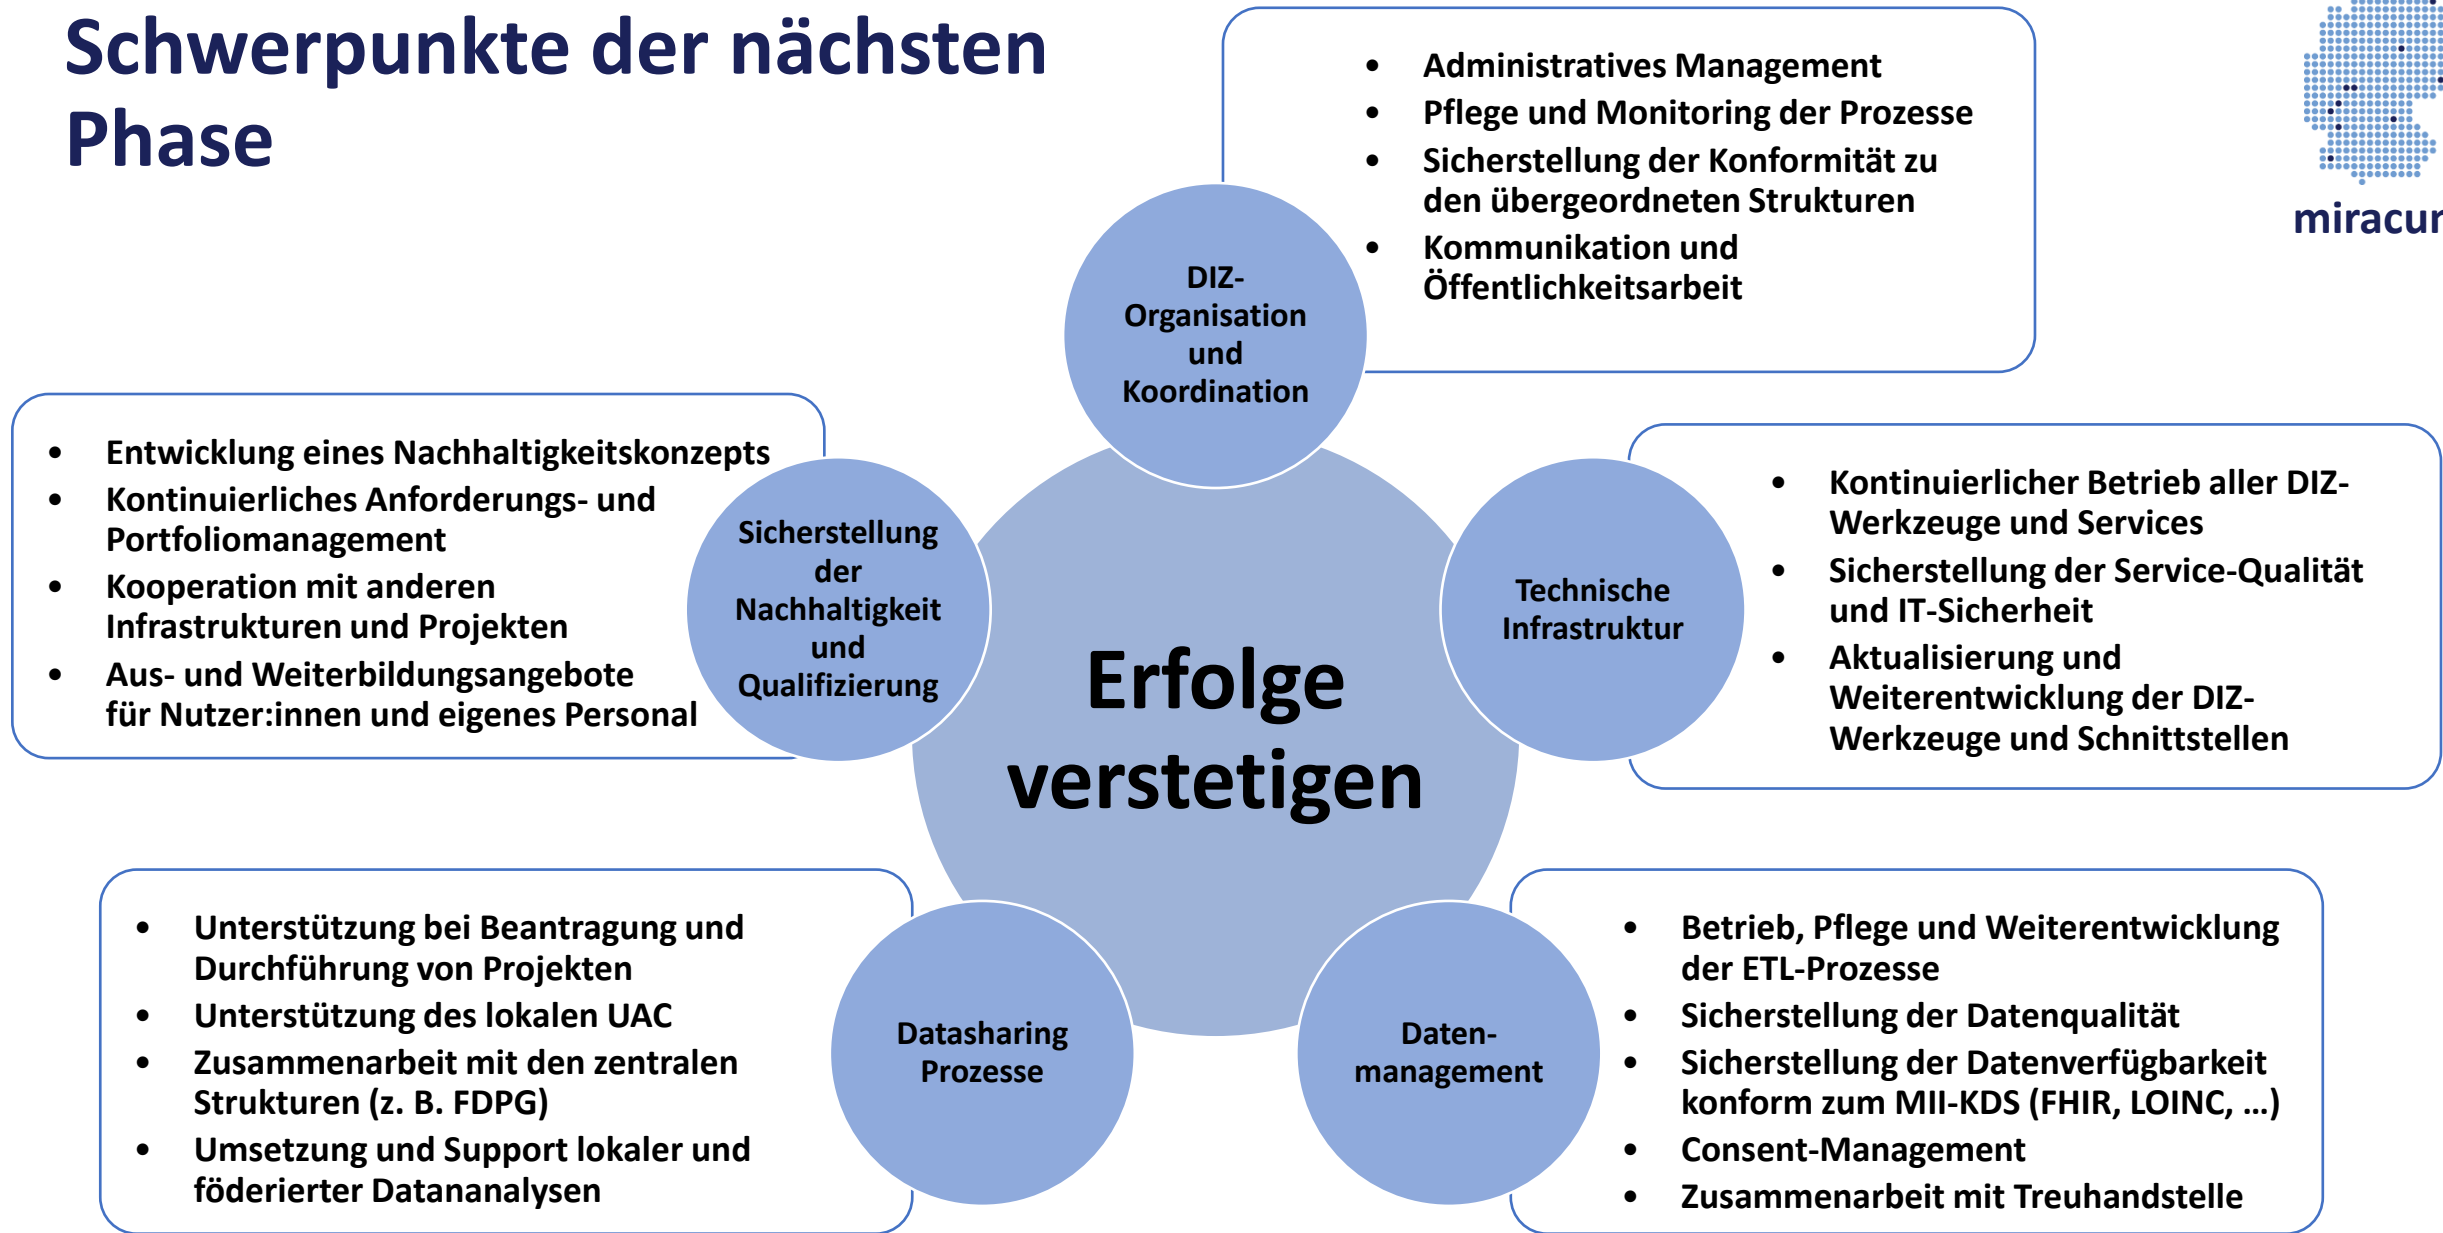 Schwerpunkte der nächsten
Phase
• Administratives Management
• Pflege und Monitoring der Prozesse
• Sicherstellung der Konformität zu
den übergeordneten Strukturen
• Kommunikation und
Öffentlichkeitsarbeit
miracur
DIZ-
Organisation
und
Koordination
• Entwicklung eines Nachhaltigkeitskonzepts
• Kontinuierliches Anforderungs- und
Portfoliomanagement
• Kooperation mit anderen
Infrastrukturen und Projekten
• Aus- und Weiterbildungsangebote
für Nutzer:innen und eigenes Personal
Sicherstellung
der
Nachhaltigkeit
und
Qualifizierung
Erfolge
verstetigen
Technische
Infrastruktur
• Kontinuierlicher Betrieb aller DIZ-
Werkzeuge und Services
• Sicherstellung der Service-Qualität
und IT-Sicherheit
• Aktualisierung und
Weiterentwicklung der DIZ-
Werkzeuge und Schnittstellen
• Unterstützung bei Beantragung und
Durchführung von Projekten
• Unterstützung des lokalen UAC
• Zusammenarbeit mit den zentralen
Strukturen (z. B. FDPG)
• Umsetzung und Support lokaler und
föderierter Datananalysen
Datasharing
Prozesse
Daten-
management
• Betrieb, Pflege und Weiterentwicklung
der ETL-Prozesse
• Sicherstellung der Datenqualität
• Sicherstellung der Datenverfügbarkeit
konform zum MII-KDS (FHIR, LOINC, …)
• Consent-Management
• Zusammenarbeit mit Treuhandstelle